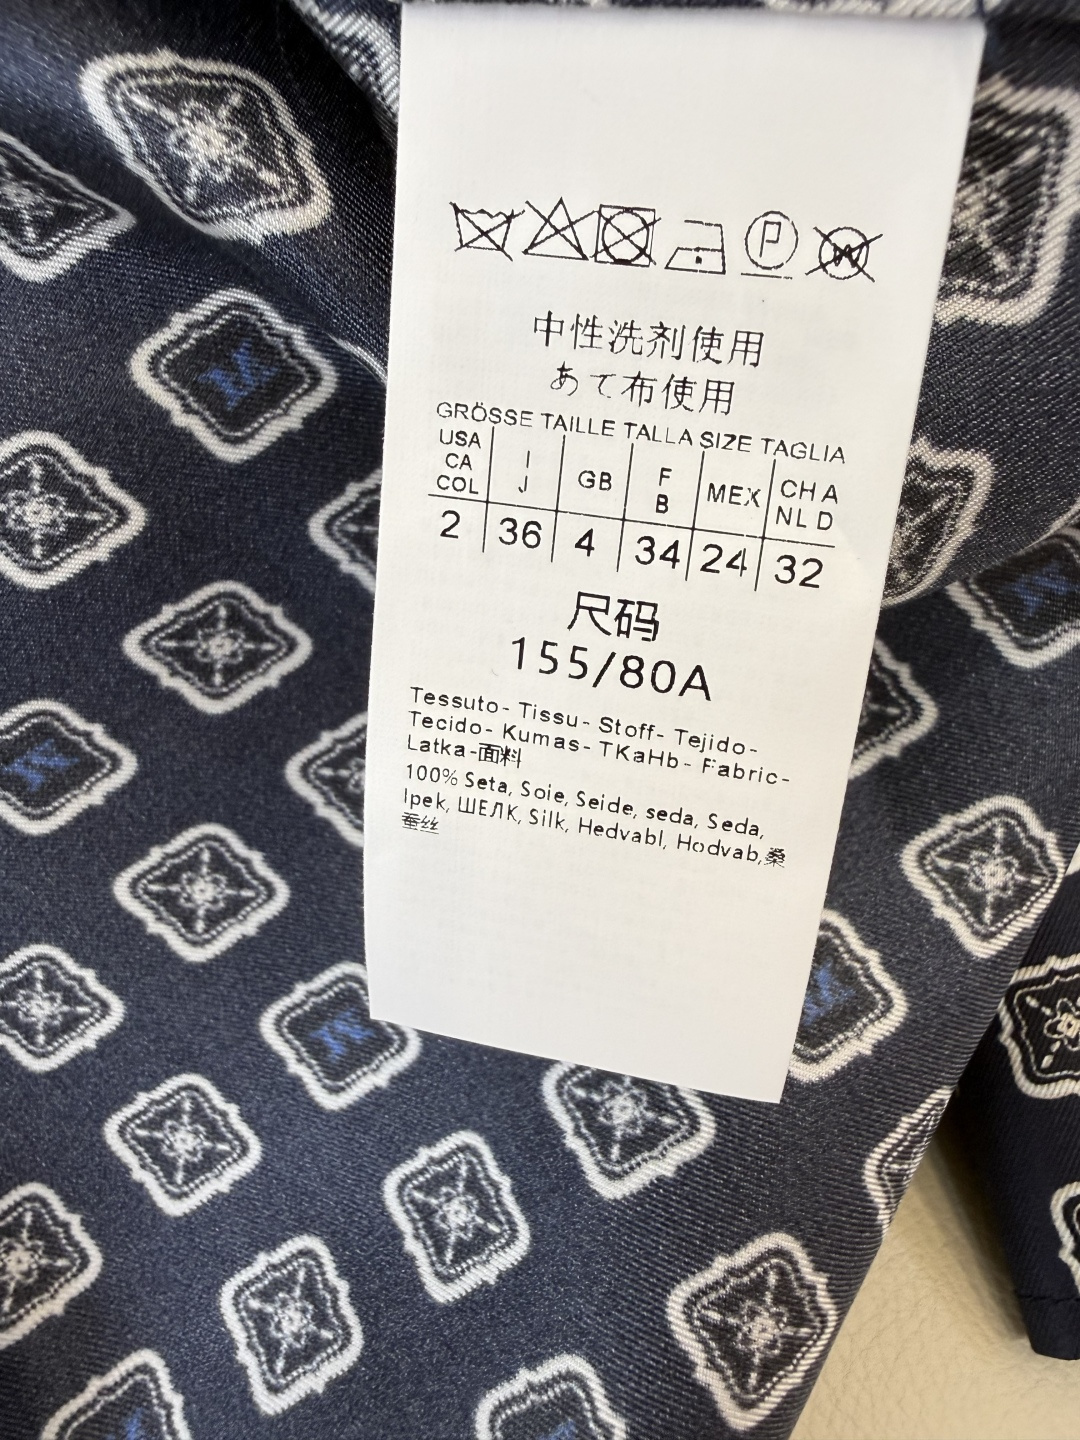 中性洗剂使用
あて布使用
GRÖSSE TAILLE TALLA SIZE TAGLIA
USA CA COL | I J | GB | F B | MEX | CH A NL D
2 | 36 | 4 | 34 | 24 | 32
尺码
155/80A
Tessuto- Tissu- Stoff- Tejido-
Tecido- Kumas- TKaHb- Fabric-
Latka-面料
100% Seta, Soie, Seide, seda, Seda,
Ipek, ШЕЛК, Silk, Hedvabl, Hodvab,桑
蚕丝